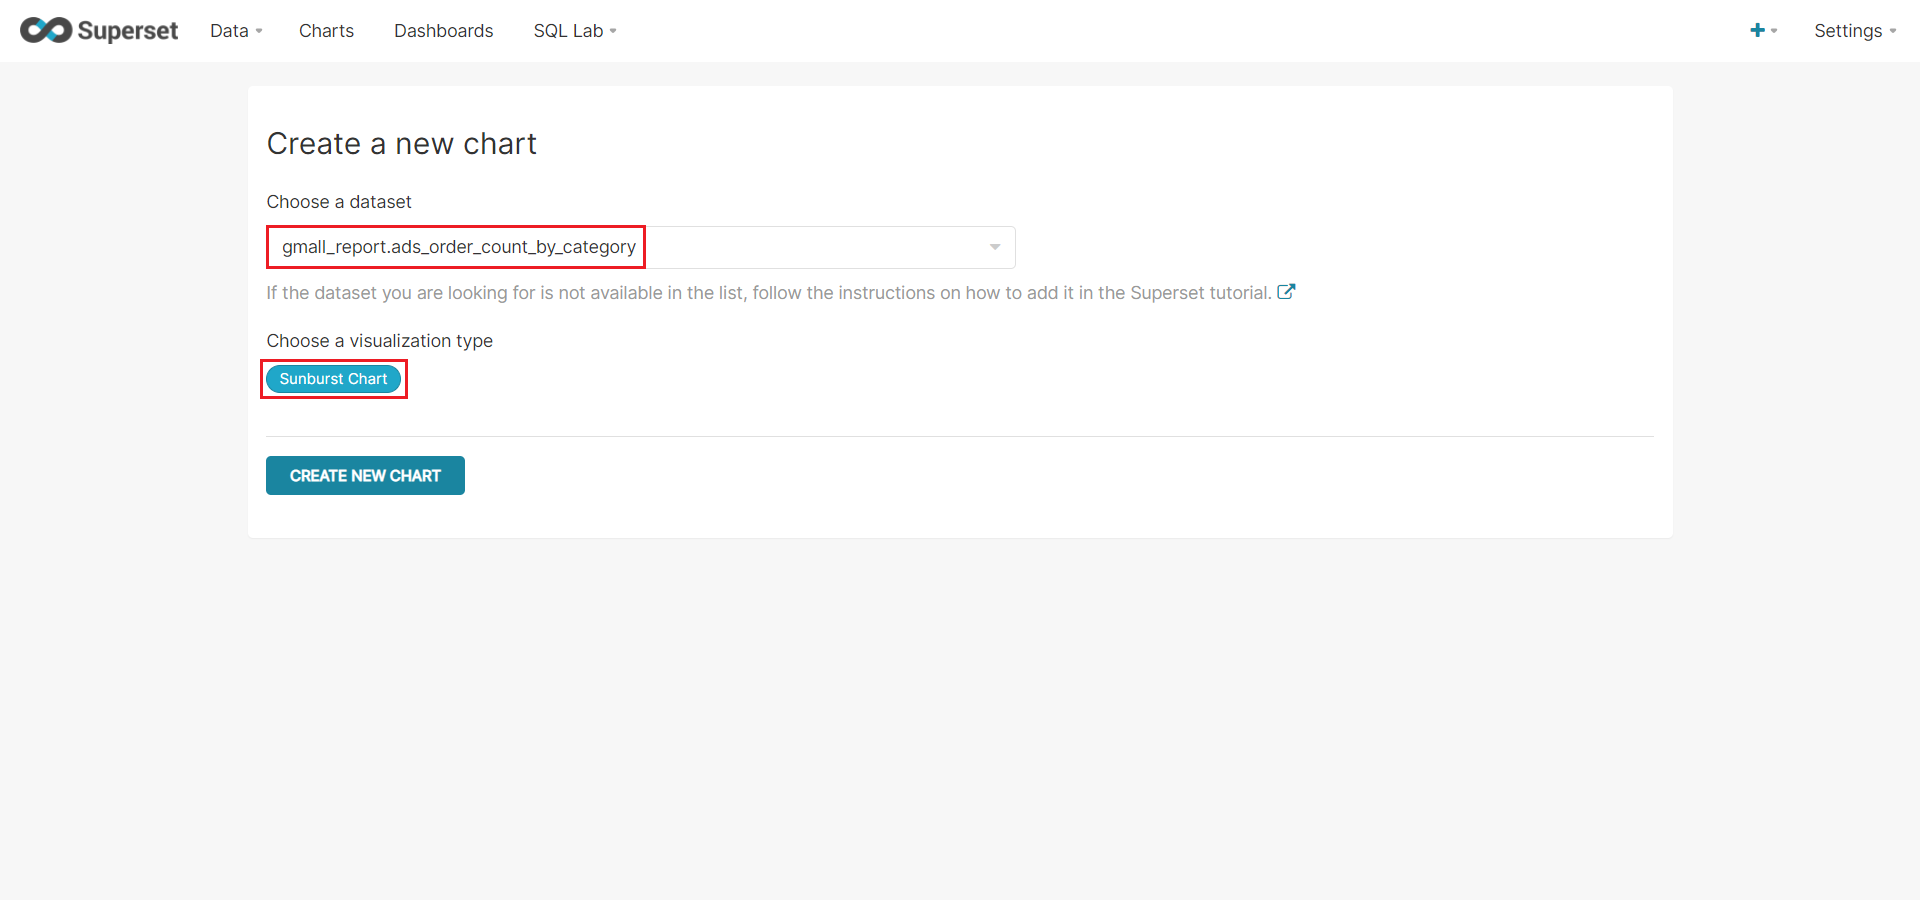 Superset Data Charts Dashboards SQL Lab Settings
Create a new chart
Choose a dataset
gmall_report.ads_order_count_by_category
If the dataset you are looking for is not available in the list, follow the instructions on how to add it in the Superset tutorial.
Choose a visualization type
Sunburst Chart
CREATE NEW CHART